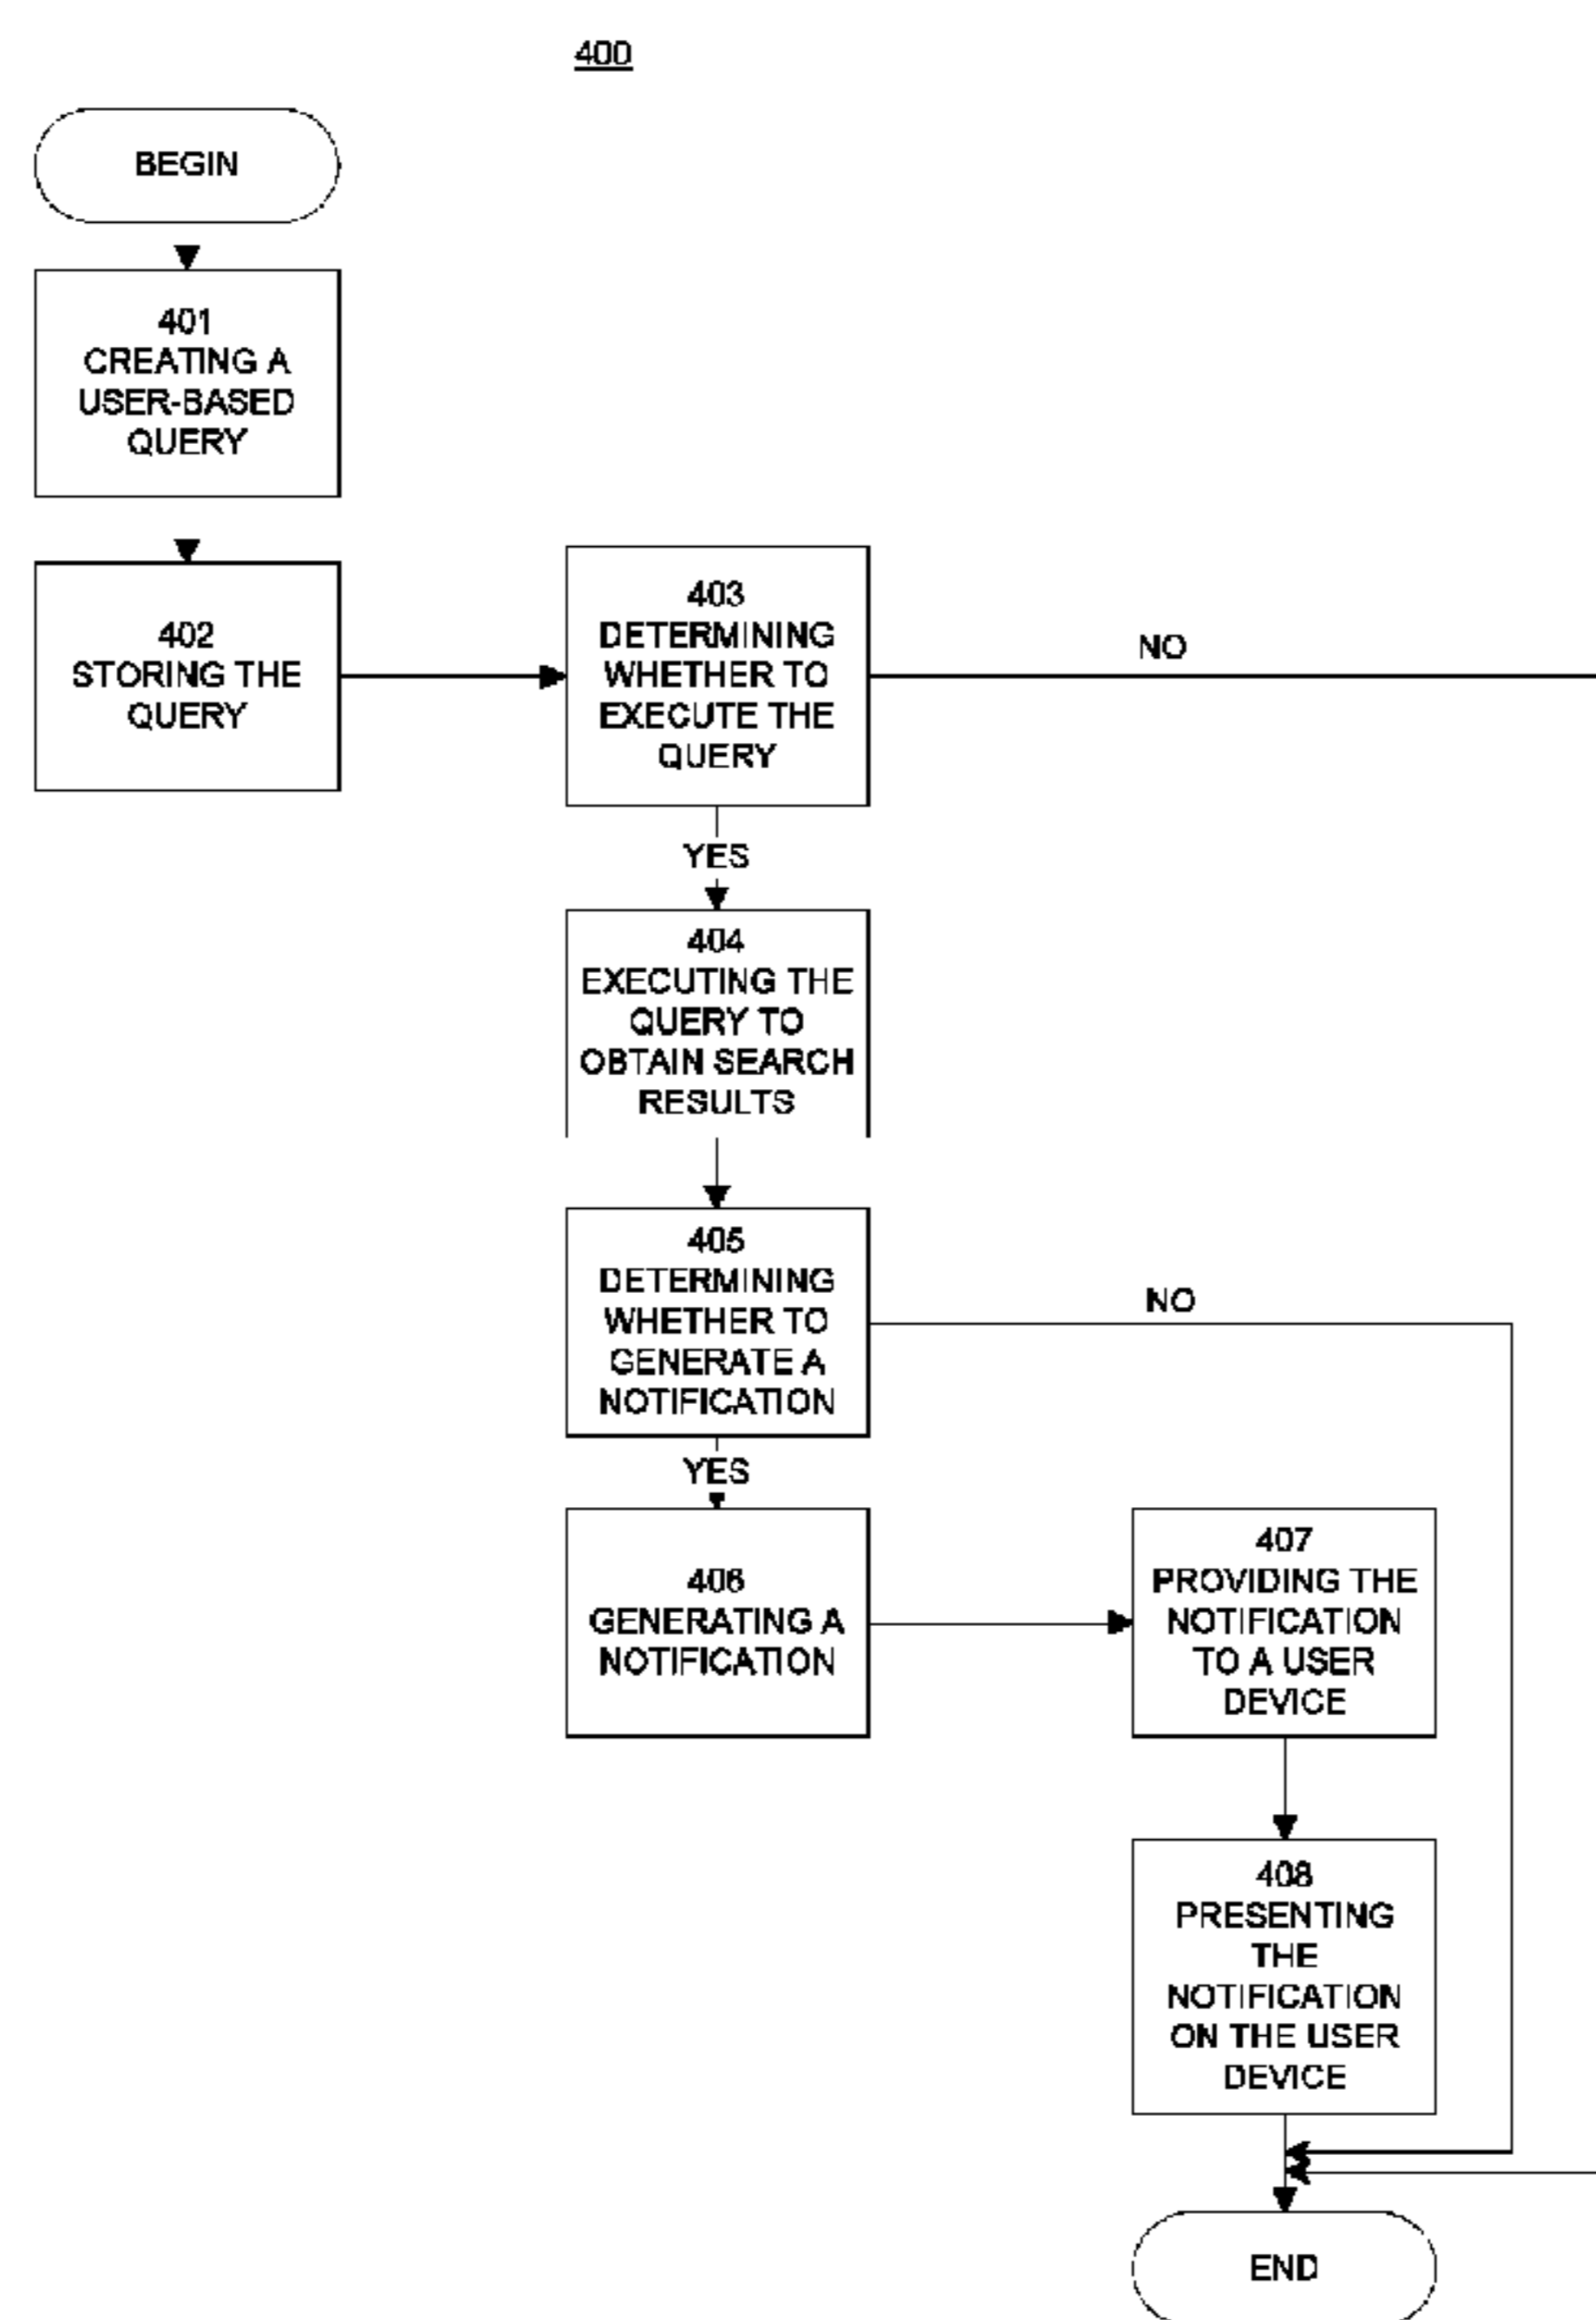 400
BEGIN
401
CREATING A
USER-BASED
QUERY
402
STORING THE
QUERY
403
DETERMINING
WHETHER TO
EXECUTE THE
QUERY
NO
YES
404
EXECUTING THE
QUERY TO
OBTAIN SEARCH
RESULTS
405
DETERMINING
WHETHER TO
GENERATE A
NOTIFICATION
NO
YES
406
GENERATING A
NOTIFICATION
407
PROVIDING THE
NOTIFICATION
TO A USER
DEVICE
408
PRESENTING
THE
NOTIFICATION
ON THE USER
DEVICE
END